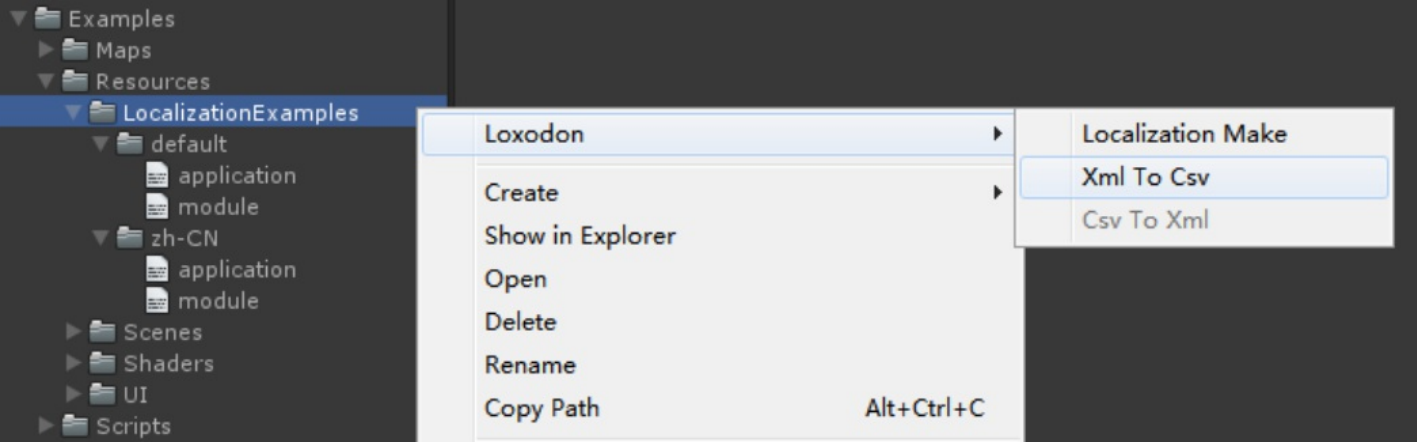 Examples
Maps
Resources
LocalizationExamples
default
application
module
zh-CN
application
module
Scenes
Shaders
UI
Scripts
Loxodon
Create
Show in Explorer
Open
Delete
Rename
Copy Path Alt+Ctrl+C
Localization Make
Xml To Csv
Csv To Xml